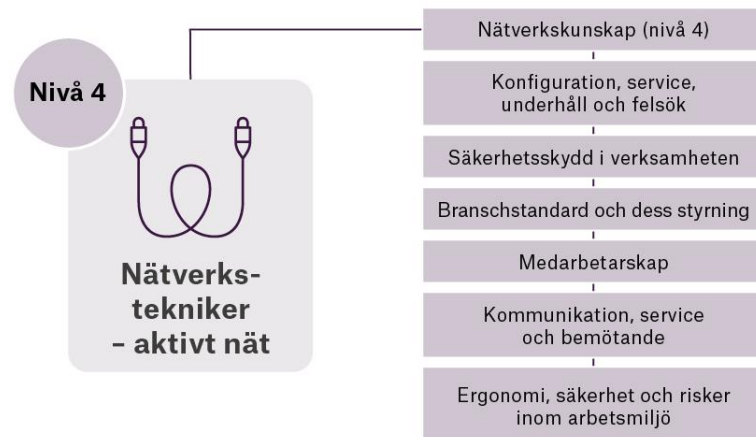 Nivå 4
Nätverks-
tekniker
– aktivt nät
Nätverkskunskap (nivå 4)
Konfiguration, service,
underhåll och felsök
Säkerhetsskydd i verksamheten
Branschstandard och dess styrning
Medarbetarskap
Kommunikation, service
och bemötande
Ergonomi, säkerhet och risker
inom arbetsmiljö